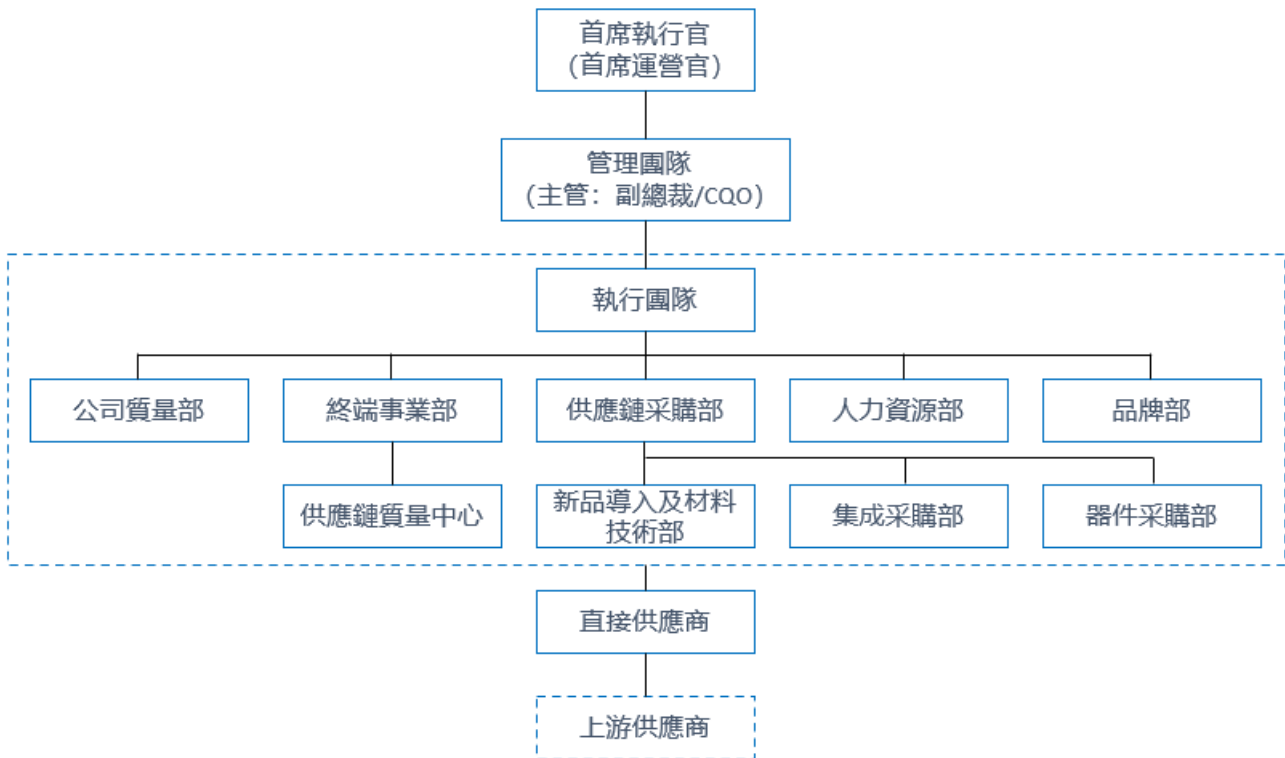 首席執行官
（首席運營官）
管理團隊
（主管：副總裁/CQO）
執行團隊
公司質量部
終端事業部
供應鏈采購部
人力資源部
品牌部
供應鏈質量中心
新品導入及材料
技術部
集成采購部
器件采購部
直接供應商
上游供應商